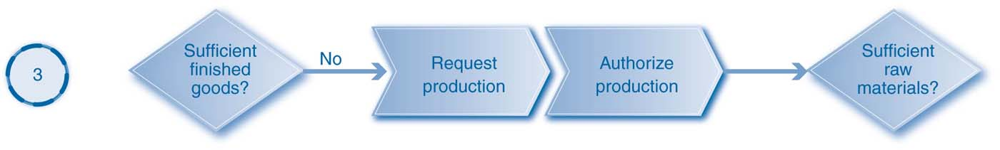 3
Sufficient
finished
goods?
No
Request
production
Authorize
production
Sufficient
raw
materials?